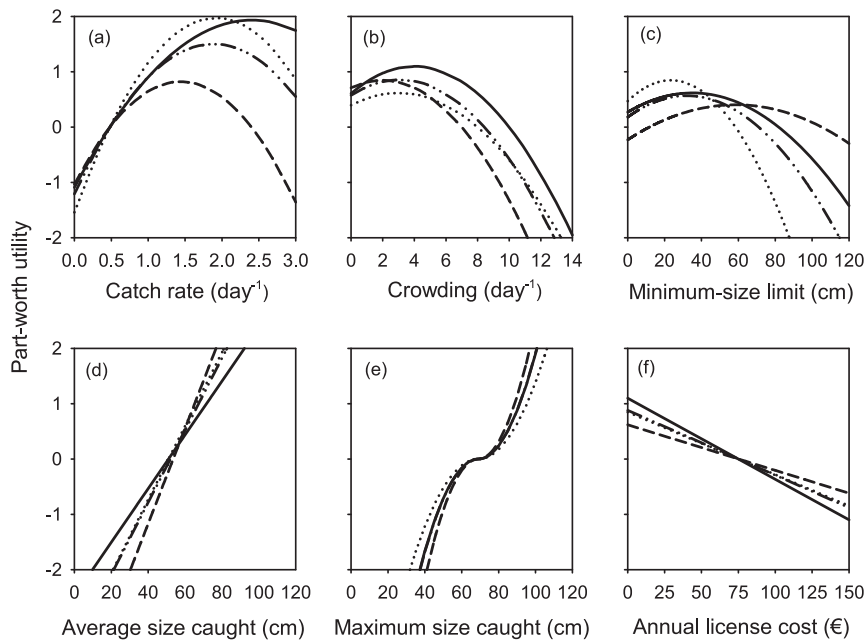 Part-worth utility
(a)
(b)
(c)
2
1
0
-1
-2
0.0 0.5 1.0 1.5 2.0 2.5 3.0
0 2 4 6 8 10 12 14
0 20 40 60 80 100 120
Catch rate (day⁻¹)
Crowding (day⁻¹)
Minimum-size limit (cm)
(d)
(e)
(f)
2
1
0
-1
-2
0 20 40 60 80 100 120
0 20 40 60 80 100 120
0 25 50 75 100 125 150
Average size caught (cm)
Maximum size caught (cm)
Annual license cost (€)